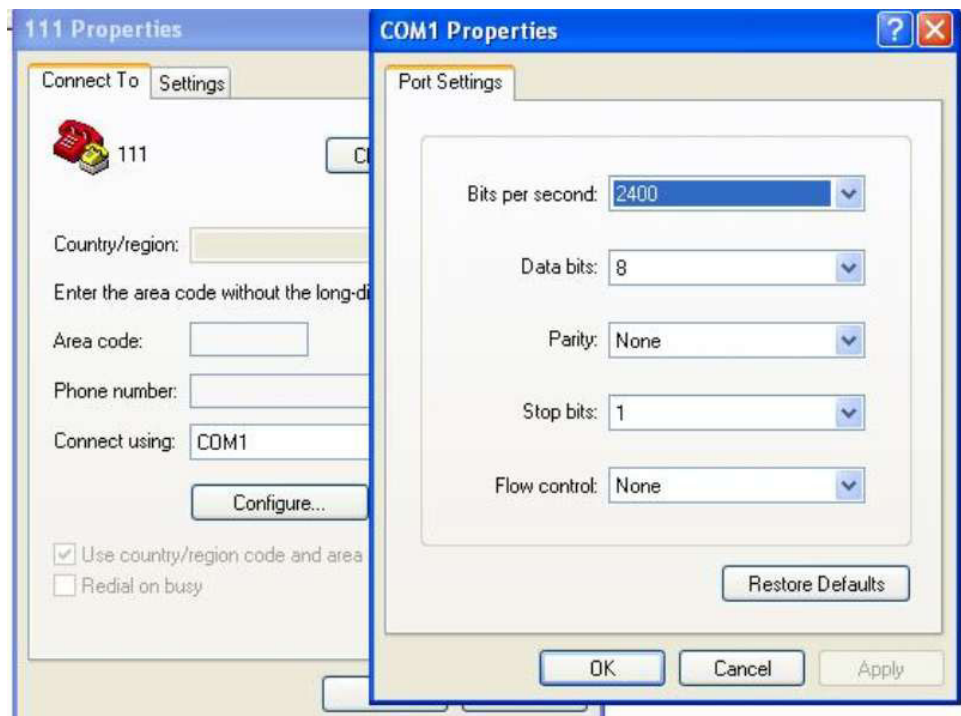 111 Properties
Connect To
Settings
111
Country/region:
Enter the area code without the
Area code:
Phone number:
Connect using: COM1
Configure...
Use country/region code and area
Redial on busy
COM1 Properties
Port Settings
Bits per second: 2400
Data bits: 8
Parity: None
Stop bits: 1
Flow control: None
Restore Defaults
OK
Cancel
Apply